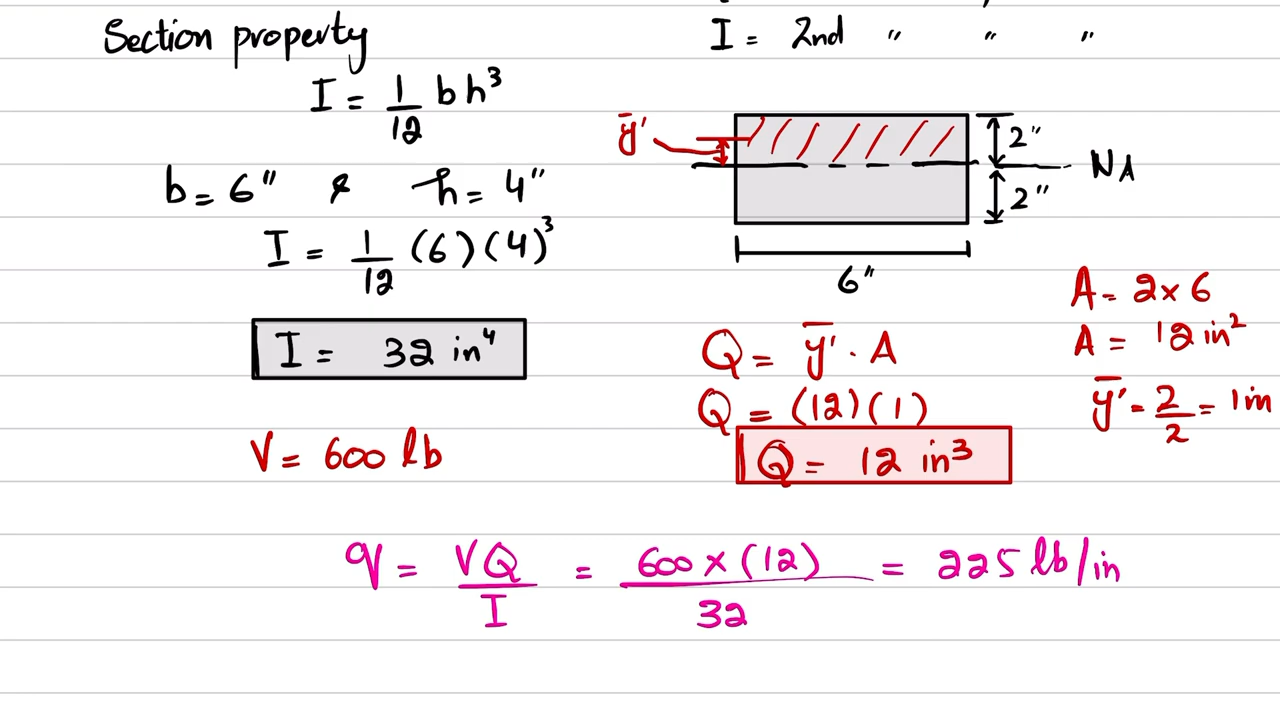 Section property
I = 2nd " " "
I = 1/12 b h³
b = 6" & h = 4"
I = 1/12 (6)(4)³
I = 32 in⁴
V = 600 lb
ȳ'
2"
NA
2"
6"
A = 2 × 6
A = 12 in²
ȳ' = 2/2 = 1 in
Q = ȳ' · A
Q = (12)(1)
Q = 12 in³
q = VQ/I = 600 × (12)/32 = 225 lb/in